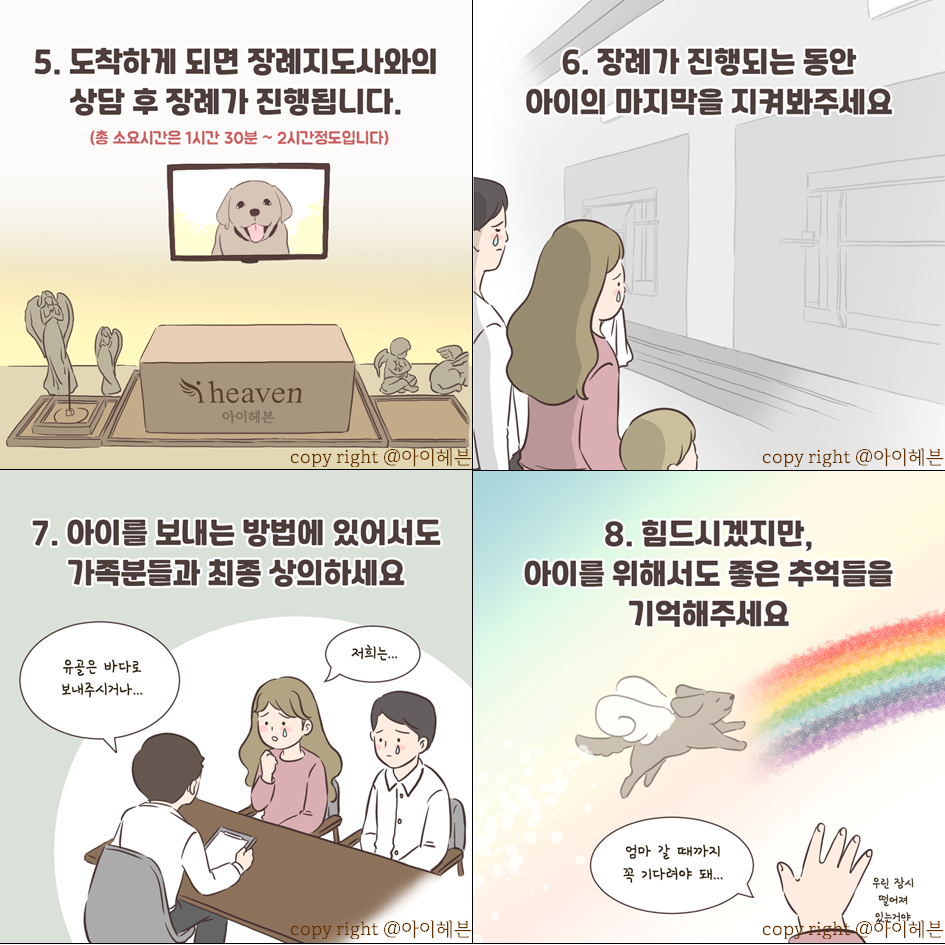 5. 도착하게 되면 장례지도사와의
상담 후 장례가 진행됩니다.
(총 소요시간은 1시간 30분 ~ 2시간정도입니다)
i heaven
아이헤븐
copy right @아이헤븐
6. 장례가 진행되는 동안
아이의 마지막을 지켜봐주세요
copy right @아이헤븐
7. 아이를 보내는 방법에 있어서도
가족분들과 최종 상의하세요
유골은 바다로
보내주시거나...
저희는...
copy right @아이헤븐
8. 힘드시겠지만,
아이를 위해서도 좋은 추억들을
기억해주세요
엄마 갈 때까지
꼭 기다려야 돼...
우린 잠시
떨어져
있는거야
copy right @아이헤븐